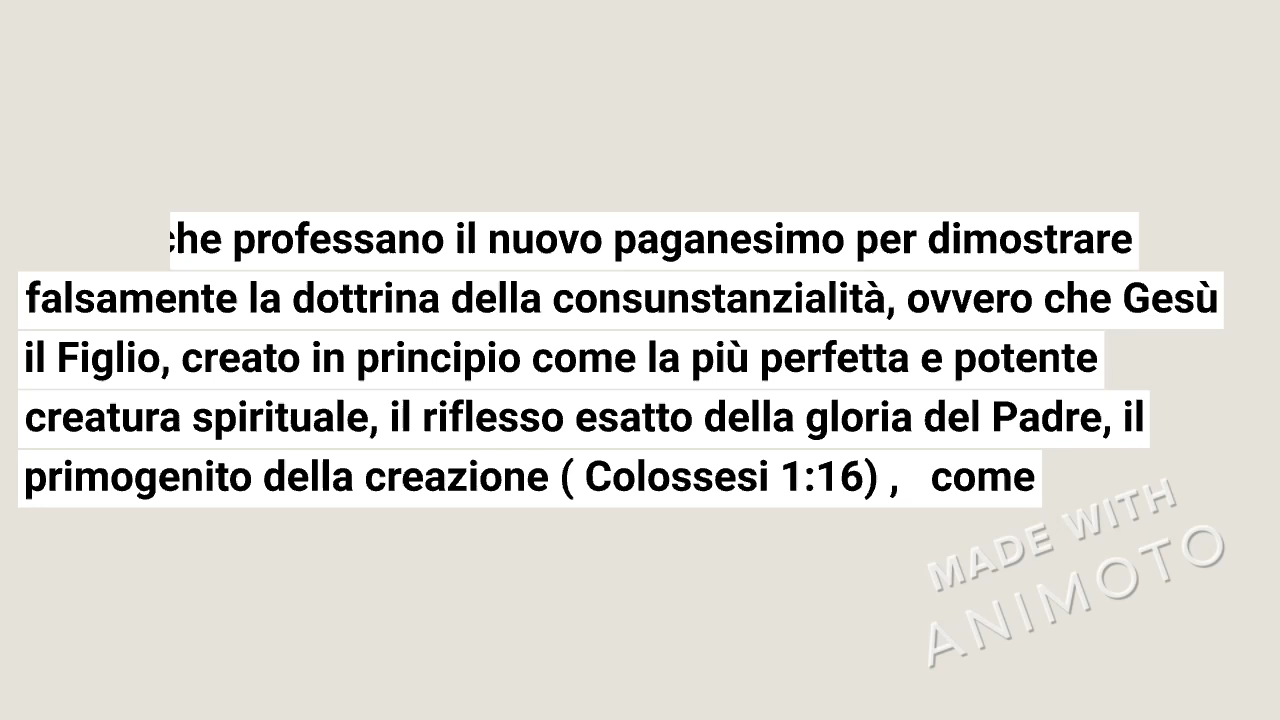 che professano il nuovo paganesimo per dimostrare
falsamente la dottrina della consunstanzialità, ovvero che Gesù
il Figlio, creato in principio come la più perfetta e potente
creatura spirituale, il riflesso esatto della gloria del Padre, il
primogenito della creazione ( Colossesi 1:16) ,   come
MADE WITH
ANIMOTO